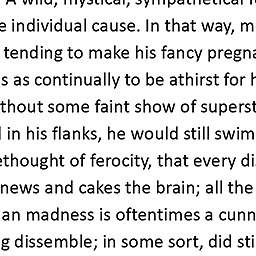 A wild, mystical, sympathetical
e individual cause. In that way, m
tending to make his fancy pregn
s as continually to be athirst for
thout some faint show of superst
in his flanks, he would still swim
ethought of ferocity, that every di
news and cakes the brain; all the
an madness is oftentimes a cunn
g dissemble; in some sort, did sti